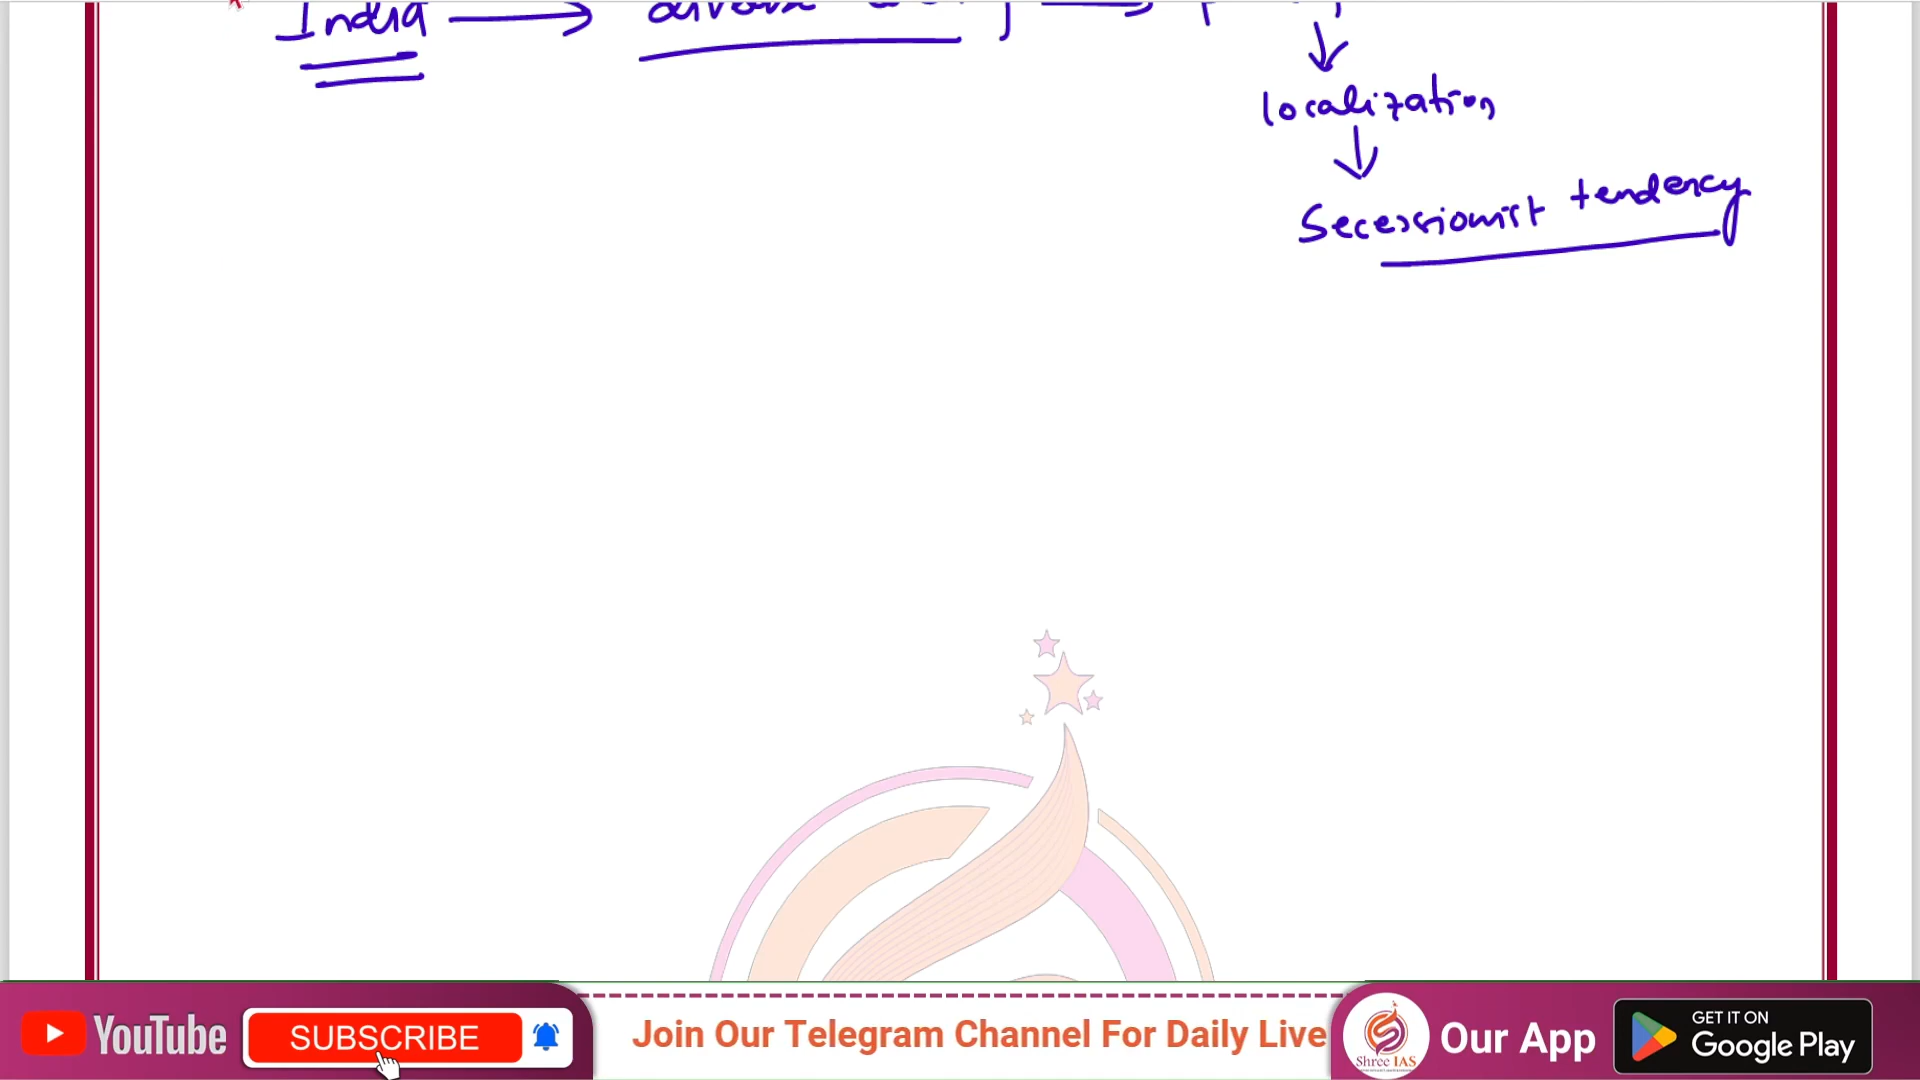 India
localization
Secessionist tendency
YouTube
SUBSCRIBE
Join Our Telegram Channel For Daily Live
Shree IAS
Our App
GET IT ON
Google Play